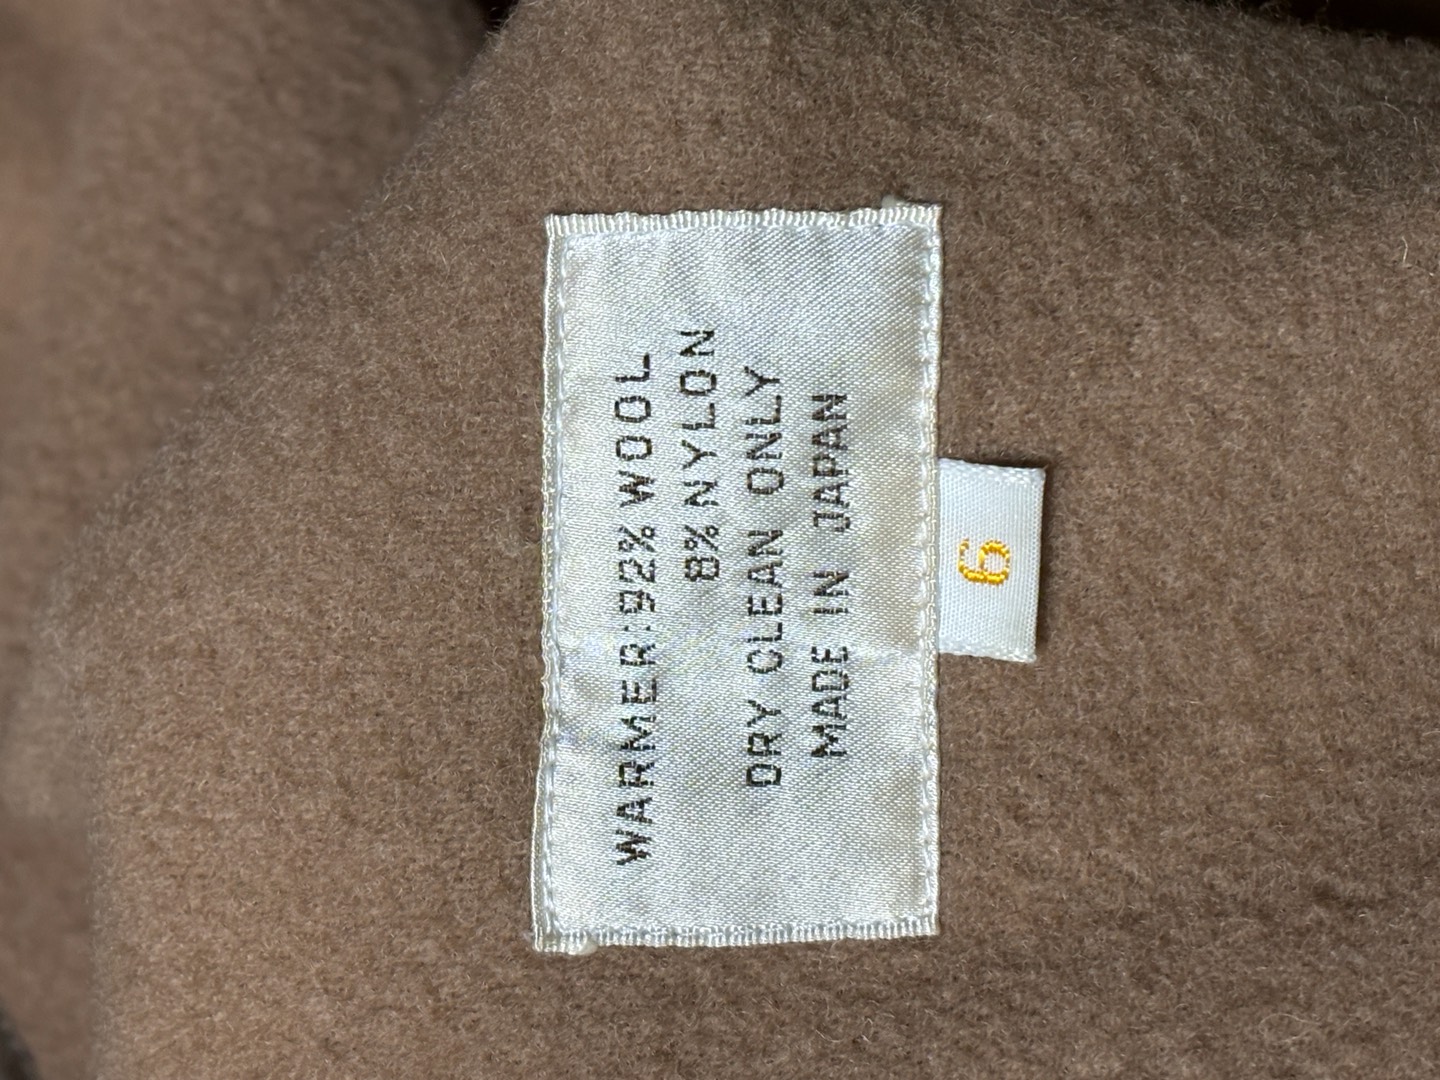 WARMER:92% WOOL
8% NYLON
DRY CLEAN ONLY
MADE IN JAPAN
6